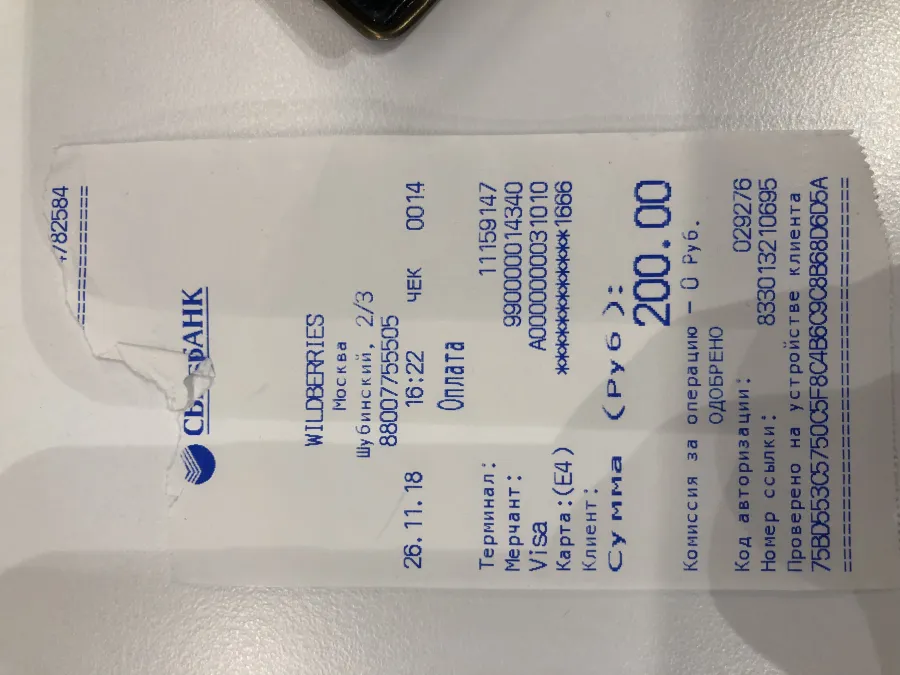 782584
==============
СБЕРБАНК
WILDBERRIES
Москва
Шубинский, 2/3
88007755505
26.11.18 16:22 ЧЕК 0014
Оплата
Терминал: 11159147
Мерчант: 990000014340
Visa A0000000031010
Карта:(E4) ************1666
Клиент:
Сумма (Руб):
200.00
Комиссия за операцию – 0 Руб.
ОДОБРЕНО
Код авторизации: 029276
Номер ссылки: 833013210695
Проверено на устройстве клиента
75BD553C5750C5F8C4B6C9C8B68D6D5A
================================